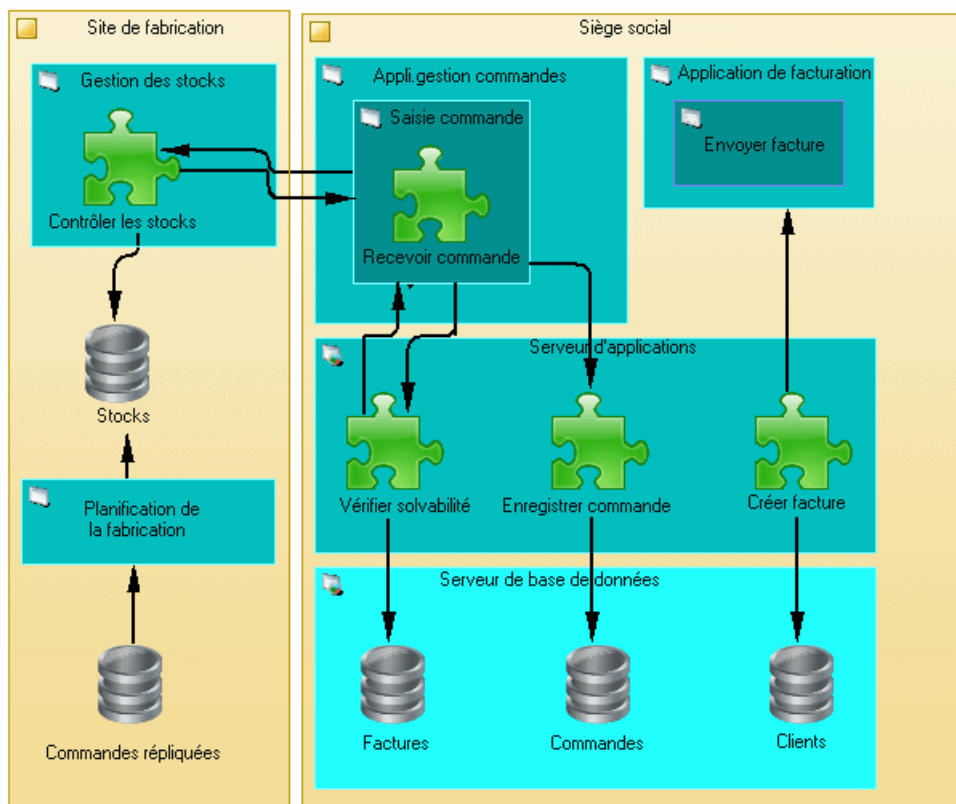 Site de fabrication
Gestion des stocks
Contrôler les stocks
Stocks
Planification de
la fabrication
Commandes répliquées
Siège social
Appli.gestion commandes
Saisie commande
Recevoir commande
Application de facturation
Envoyer facture
Serveur d'applications
Vérifier solvabilité
Enregistrer commande
Créer facture
Serveur de base de données
Factures
Commandes
Clients